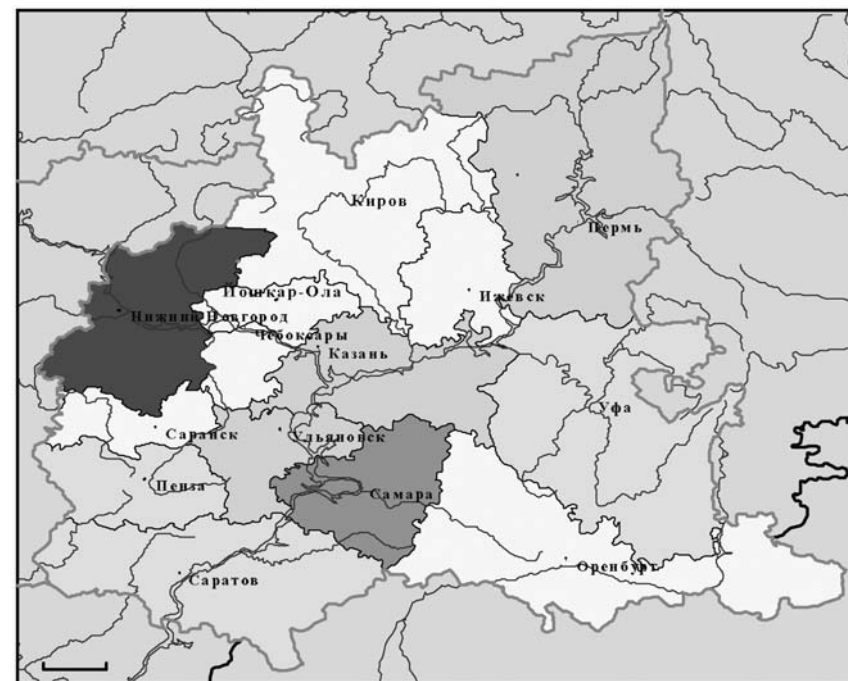 Киров
Пермь
Йошкар-Ола
Ижевск
Нижний Новгород
Чебоксары
Казань
Уфа
Саранск
Ульяновск
Пенза
Самара
Оренбург
Саратов